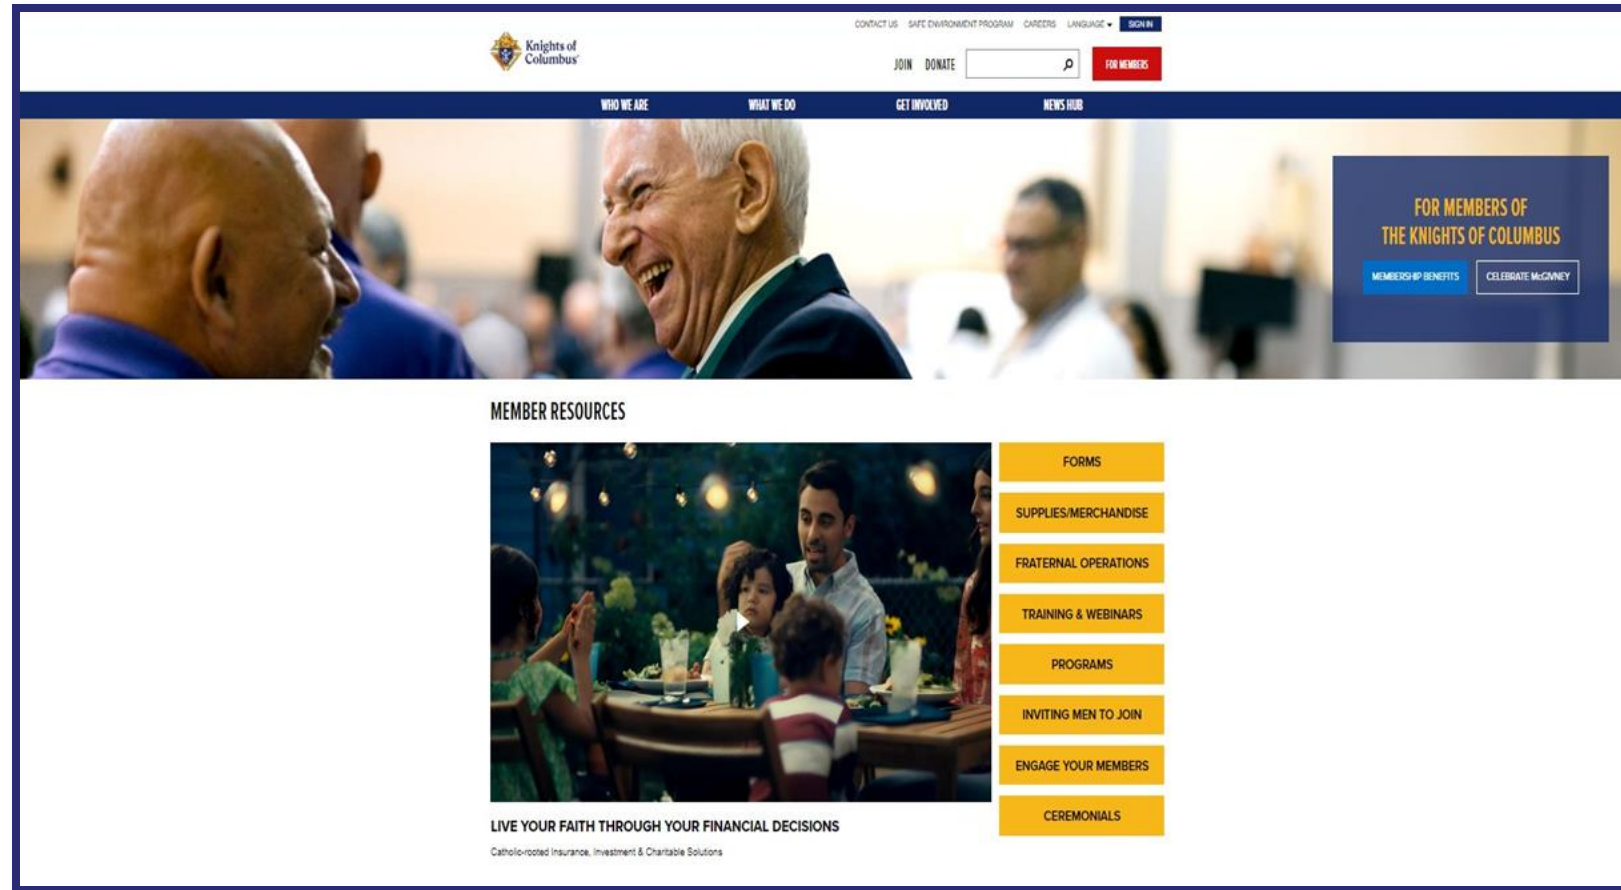 CONTACT US SAFE ENVIRONMENT PROGRAM CAREERS LANGUAGE SIGN IN
Knights of
Columbus
JOIN DONATE FOR MEMBERS
WHO WE ARE WHAT WE DO GET INVOLVED NEWS HUB
FOR MEMBERS OF
THE KNIGHTS OF COLUMBUS
MEMBERSHIP BENEFITS CELEBRATE McGIVNEY
MEMBER RESOURCES
FORMS
SUPPLIES/MERCHANDISE
FRATERNAL OPERATIONS
TRAINING & WEBINARS
PROGRAMS
INVITING MEN TO JOIN
ENGAGE YOUR MEMBERS
CEREMONIALS
LIVE YOUR FAITH THROUGH YOUR FINANCIAL DECISIONS
Catholic-rooted Insurance, Investment & Charitable Solutions